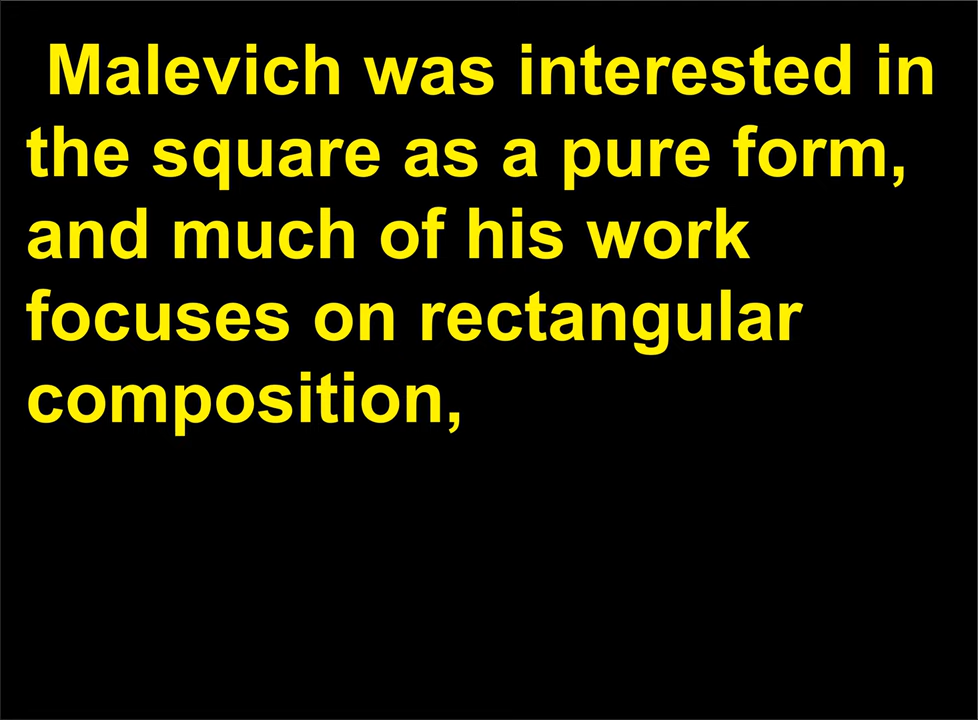 Malevich was interested in
the square as a pure form,
and much of his work
focuses on rectangular
composition,